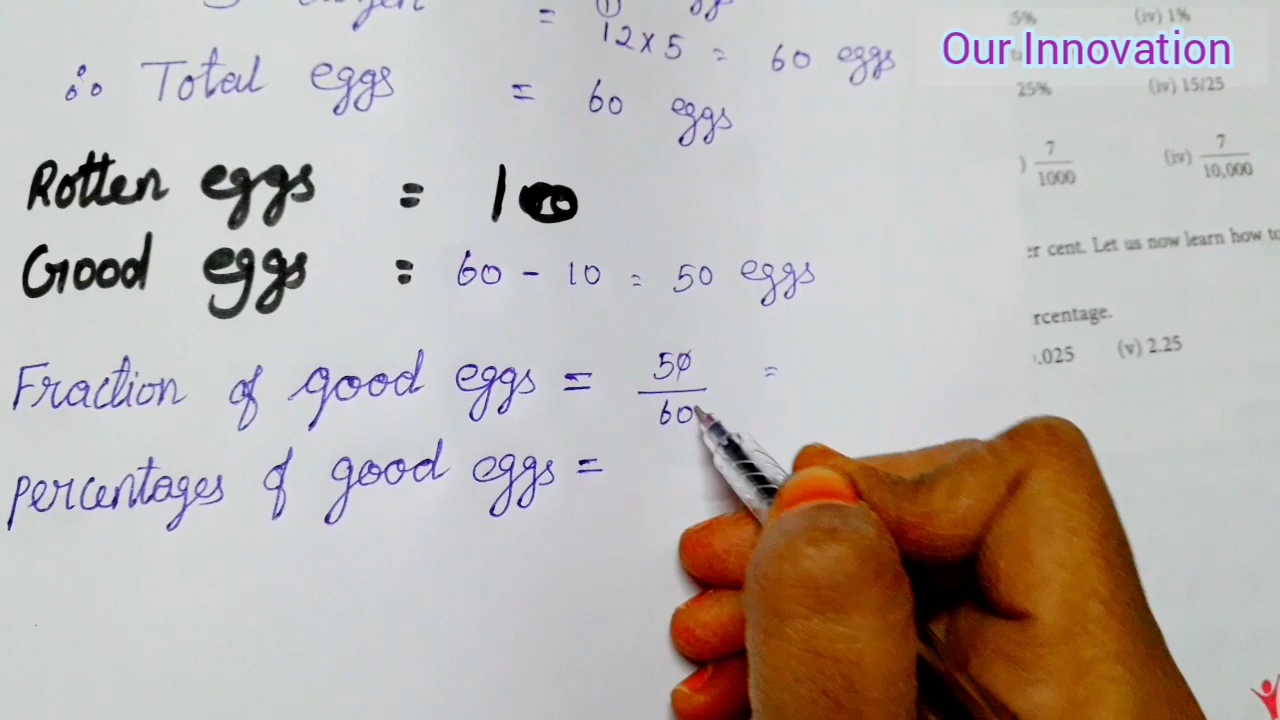 = 12 x 5 = 60 eggs
∴ Total eggs = 60 eggs
Rotten eggs = 10
Good eggs = 60 - 10 = 50 eggs
Fraction of good eggs = 50/60 =
percentages of good eggs =
Our Innovation
5% (iv) 1%
25% (iv) 15/25
) 7/1000 (iv) 7/10,000
er cent. Let us now learn how to
rcentage.
.025 (v) 2.25